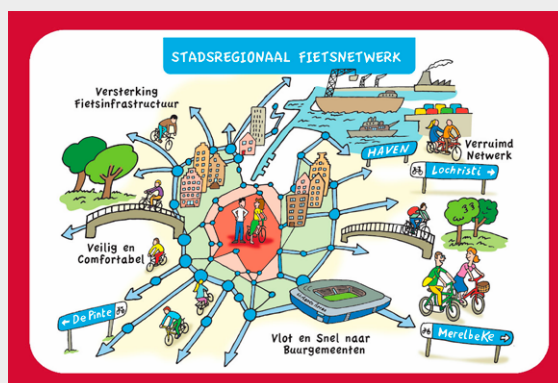 STADSREGIONAAL FIETSNETWERK
Versterking
Fietsinfrastructuur
HAVEN
Verruimd
Netwerk
Lochristi
Veilig en
Comfortabel
De Pinte
Vlot en Snel naar
Buurgemeenten
MerelbeKe